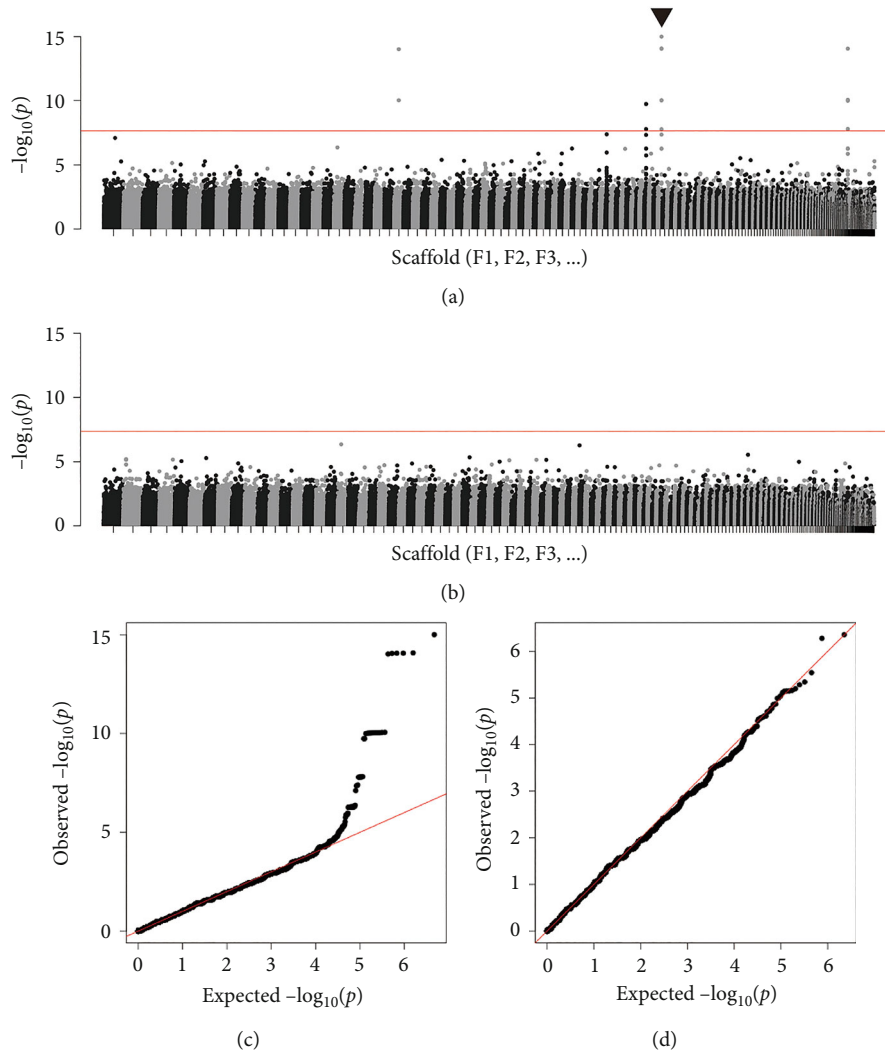 15
10
5
0
–log10(p)
Scaffold (F1, F2, F3, ...)
(a)
15
10
5
0
–log10(p)
Scaffold (F1, F2, F3, ...)
(b)
15
10
5
0
Observed –log10(p)
0 1 2 3 4 5 6
Expected –log10(p)
(c)
6
5
4
3
2
1
0
Observed –log10(p)
0 1 2 3 4 5 6
Expected –log10(p)
(d)